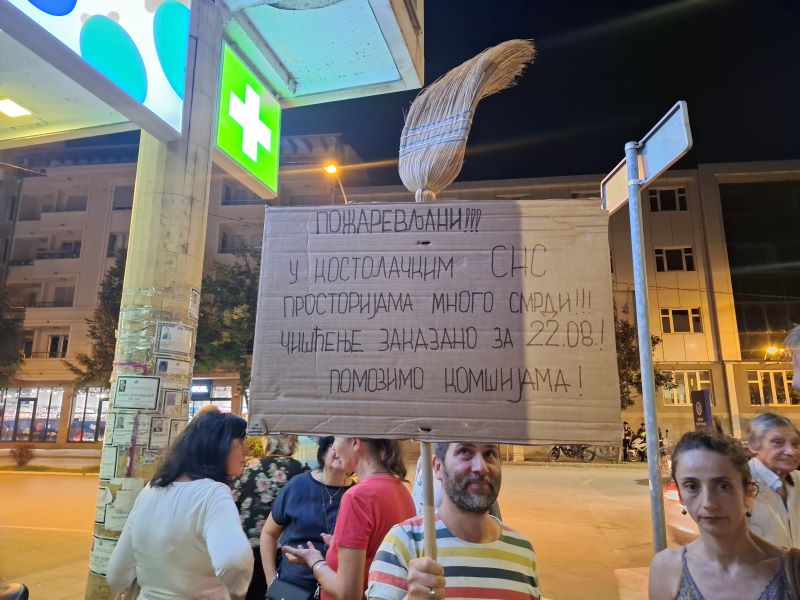 ПОЖАРЕВЉАНИ!!!
У КОСТОЛАЧКИМ СНС
ПРОСТОРИЈАМА МНОГО СМРДИ!!!
ЧИШЋЕЊЕ ЗАКАЗАНО ЗА 22.08.!
ПОМОЗИМО КОМШИЈАМА!